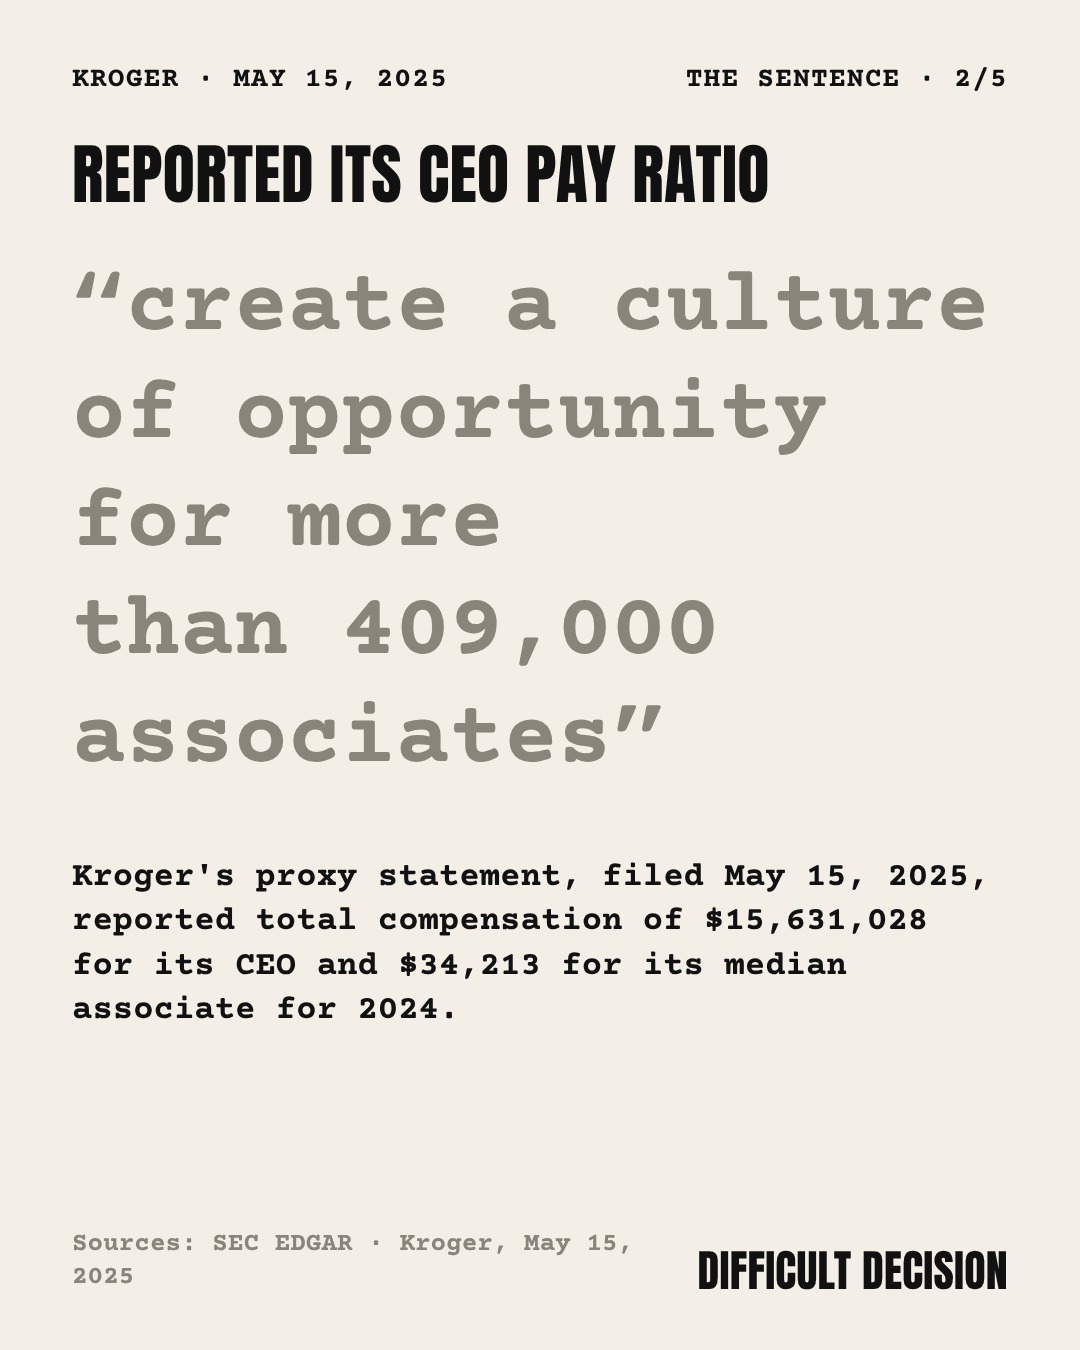 KROGER · MAY 15, 2025
THE SENTENCE · 2/5
REPORTED ITS CEO PAY RATIO
“create a culture
of opportunity
for more
than 409,000
associates”
Kroger's proxy statement, filed May 15, 2025,
reported total compensation of $15,631,028
for its CEO and $34,213 for its median
associate for 2024.
Sources: SEC EDGAR · Kroger, May 15,
2025
DIFFICULT DECISION